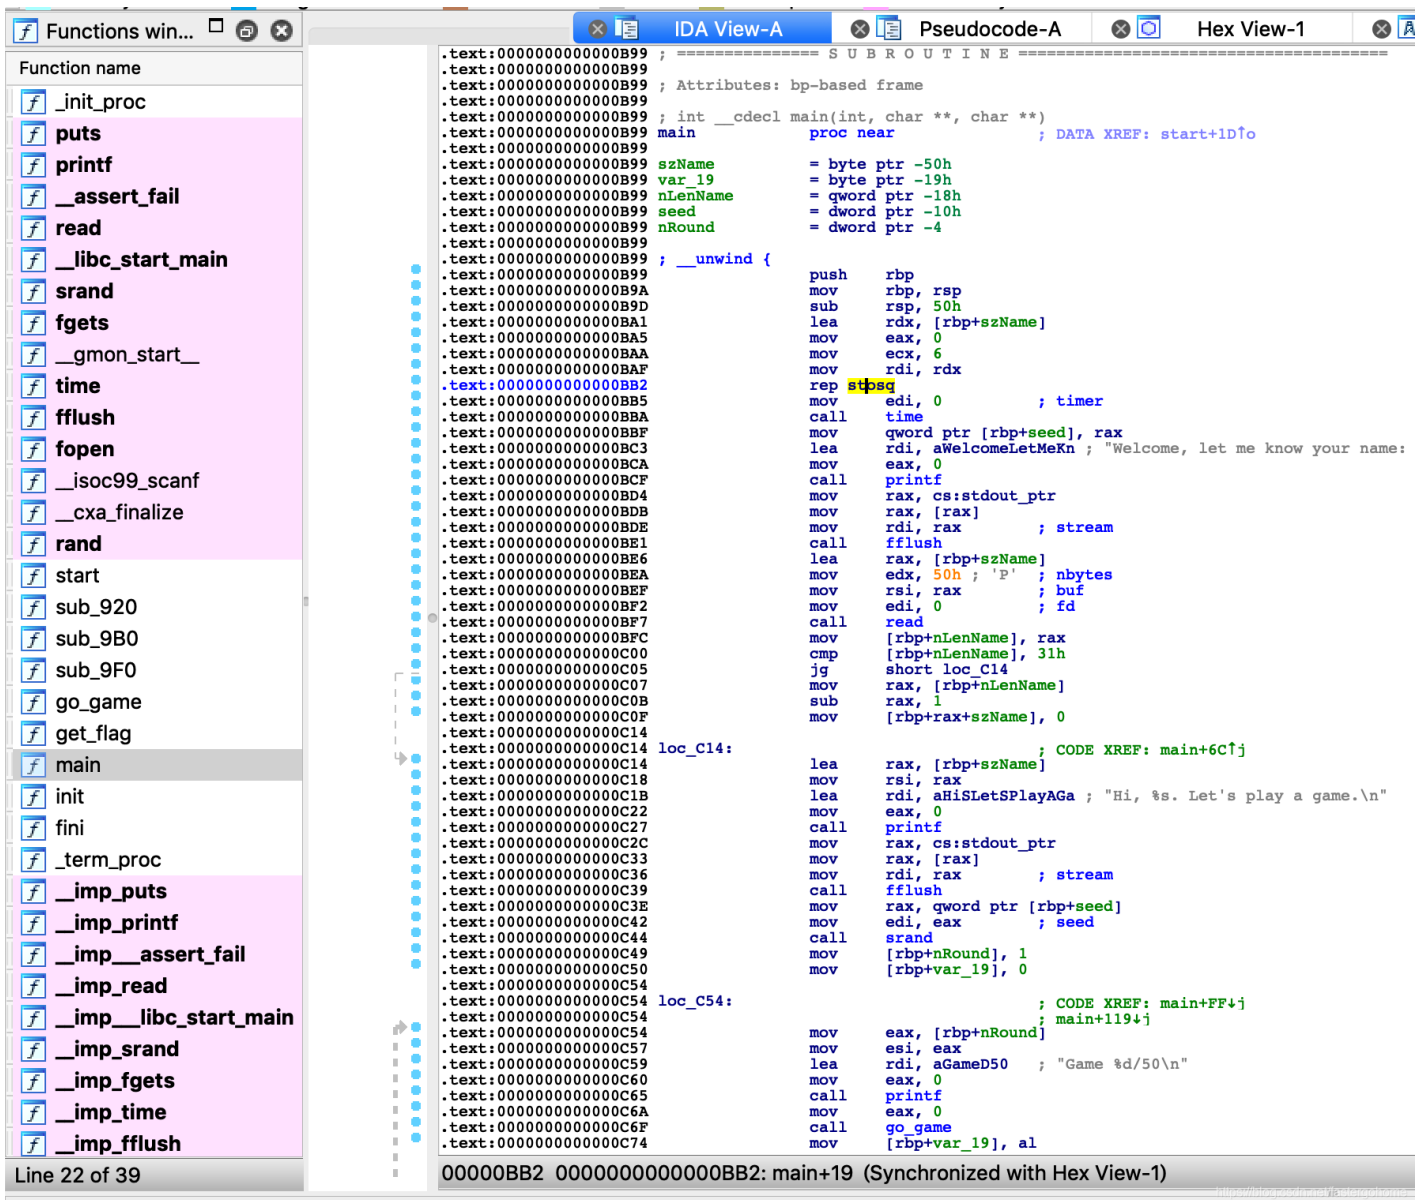 Functions win...
IDA View-A
Pseudocode-A
Hex View-1
Function name
_init_proc
puts
printf
__assert_fail
read
__libc_start_main
srand
fgets
__gmon_start__
time
fflush
fopen
__isoc99_scanf
__cxa_finalize
rand
start
sub_920
sub_9B0
sub_9F0
go_game
get_flag
main
init
fini
_term_proc
__imp_puts
__imp_printf
__imp___assert_fail
__imp_read
__imp___libc_start_main
__imp_srand
__imp_fgets
__imp_time
__imp_fflush
Line 22 of 39
.text:0000000000000B99 ; =============== S U B R O U T I N E =======================================
.text:0000000000000B99
.text:0000000000000B99 ; Attributes: bp-based frame
.text:0000000000000B99
.text:0000000000000B99 ; int __cdecl main(int, char **, char **)
.text:0000000000000B99 main proc near ; DATA XREF: start+1D↑o
.text:0000000000000B99
.text:0000000000000B99 szName = byte ptr -50h
.text:0000000000000B99 var_19 = byte ptr -19h
.text:0000000000000B99 nLenName = qword ptr -18h
.text:0000000000000B99 seed = dword ptr -10h
.text:0000000000000B99 nRound = dword ptr -4
.text:0000000000000B99
.text:0000000000000B99 ; __unwind {
.text:0000000000000B99 push rbp
.text:0000000000000B9A mov rbp, rsp
.text:0000000000000B9D sub rsp, 50h
.text:0000000000000BA1 lea rdx, [rbp+szName]
.text:0000000000000BA5 mov eax, 0
.text:0000000000000BAA mov ecx, 6
.text:0000000000000BAF mov rdi, rdx
.text:0000000000000BB2 rep stosq
.text:0000000000000BB5 mov edi, 0 ; timer
.text:0000000000000BBA call time
.text:0000000000000BBF mov qword ptr [rbp+seed], rax
.text:0000000000000BC3 lea rdi, aWelcomeLetMeKn ; "Welcome, let me know your name:
.text:0000000000000BCA mov eax, 0
.text:0000000000000BCF call printf
.text:0000000000000BD4 mov rax, cs:stdout_ptr
.text:0000000000000BDB mov rax, [rax]
.text:0000000000000BDE mov rdi, rax ; stream
.text:0000000000000BE1 call fflush
.text:0000000000000BE6 lea rax, [rbp+szName]
.text:0000000000000BEA mov edx, 50h ; 'P' ; nbytes
.text:0000000000000BEF mov rsi, rax ; buf
.text:0000000000000BF2 mov edi, 0 ; fd
.text:0000000000000BF7 call read
.text:0000000000000BFC mov [rbp+nLenName], rax
.text:0000000000000C00 cmp [rbp+nLenName], 31h
.text:0000000000000C05 jg short loc_C14
.text:0000000000000C07 mov rax, [rbp+nLenName]
.text:0000000000000C0B sub rax, 1
.text:0000000000000C0F mov [rbp+rax+szName], 0
.text:0000000000000C14
.text:0000000000000C14 loc_C14: ; CODE XREF: main+6C↑j
.text:0000000000000C14 lea rax, [rbp+szName]
.text:0000000000000C18 mov rsi, rax
.text:0000000000000C1B lea rdi, aHiSLetSPlayAGa ; "Hi, %s. Let's play a game.\n"
.text:0000000000000C22 mov eax, 0
.text:0000000000000C27 call printf
.text:0000000000000C2C mov rax, cs:stdout_ptr
.text:0000000000000C33 mov rax, [rax]
.text:0000000000000C36 mov rdi, rax ; stream
.text:0000000000000C39 call fflush
.text:0000000000000C3E mov rax, qword ptr [rbp+seed]
.text:0000000000000C42 mov edi, eax ; seed
.text:0000000000000C44 call srand
.text:0000000000000C49 mov [rbp+nRound], 1
.text:0000000000000C50 mov [rbp+var_19], 0
.text:0000000000000C54
.text:0000000000000C54 loc_C54: ; CODE XREF: main+FF↓j
.text:0000000000000C54 ; main+119↓j
.text:0000000000000C54 mov eax, [rbp+nRound]
.text:0000000000000C57 mov esi, eax
.text:0000000000000C59 lea rdi, aGameD50 ; "Game %d/50\n"
.text:0000000000000C60 mov eax, 0
.text:0000000000000C65 call printf
.text:0000000000000C6A mov eax, 0
.text:0000000000000C6F call go_game
.text:0000000000000C74 mov [rbp+var_19], al
00000BB2 0000000000000BB2: main+19 (Synchronized with Hex View-1)